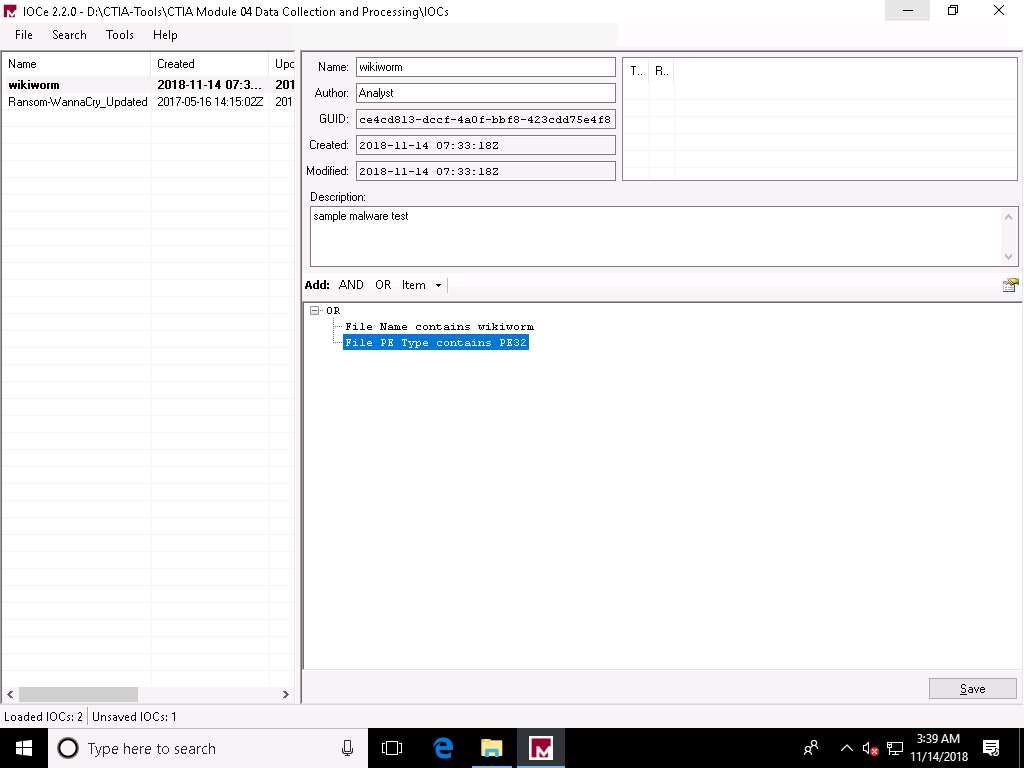 IOCe 2.2.0 - D:\CTIA-Tools\CTIA Module 04 Data Collection and Processing\IOCs
File Search Tools Help
Name Created Upc
wikiworm 2018-11-14 07:3... 201
Ransom-WannaCry_Updated 2017-05-16 14:15:02Z 201
Name: wikiworm
Author: Analyst
GUID: ce4cd813-dccf-4a0f-bbf8-423cdd75e4f8
Created: 2018-11-14 07:33:18Z
Modified: 2018-11-14 07:33:18Z
T.. R..
Description:
sample malware test
Add: AND OR Item
OR
File Name contains wikiworm
File PE Type contains PE32
Save
Loaded IOCs: 2 Unsaved IOCs: 1
Type here to search
3:39 AM
11/14/2018